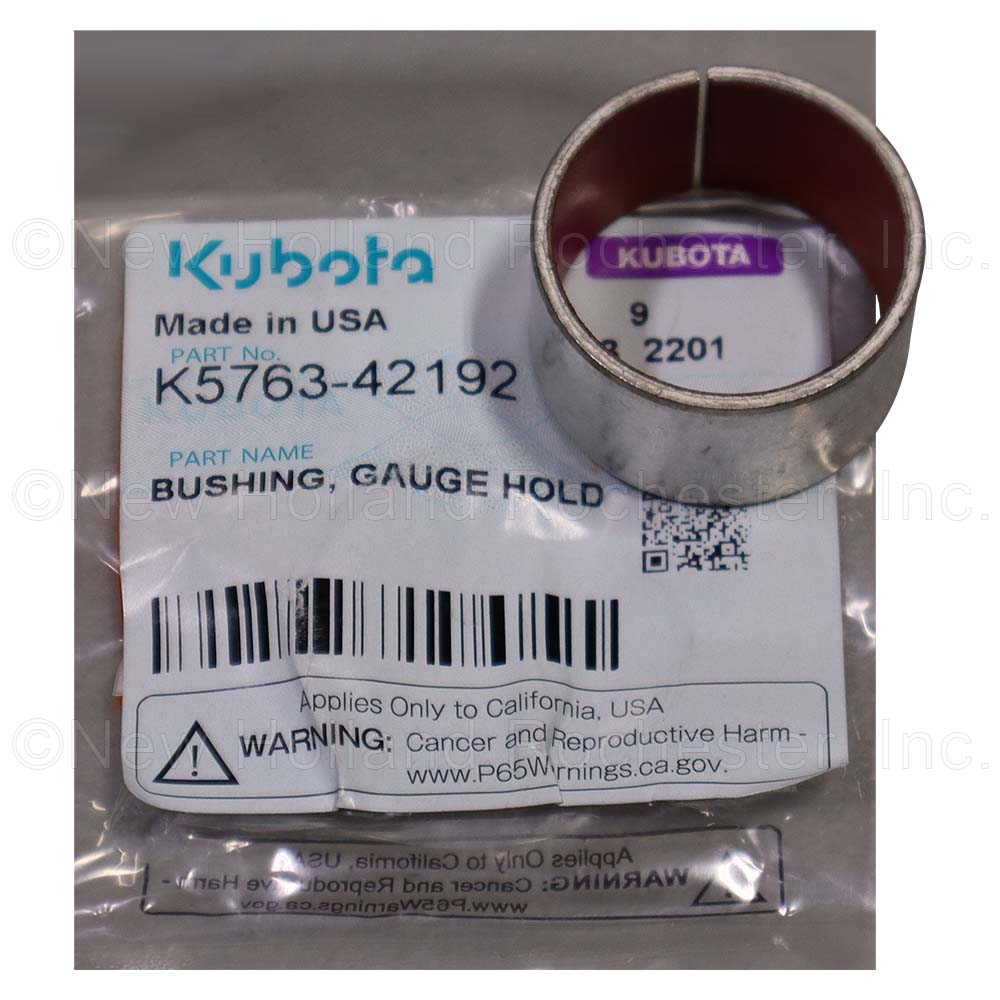 Kubota
KUBOTA
Made in USA
9
2201
PART No.
K5763-42192
KUBOTA
PART NAME
BUSHING, GAUGE HOLD
Applies Only to California, USA
WARNING: Cancer and Reproductive Harm -
www.P65Warnings.ca.gov.
Applies Only to California, USA
WARNING: Cancer and Reproductive Harm -
www.P65Warnings.ca.gov
© New Holland Rochester, Inc.
© New Holland Rochester, Inc.
© New Holland Rochester, Inc.